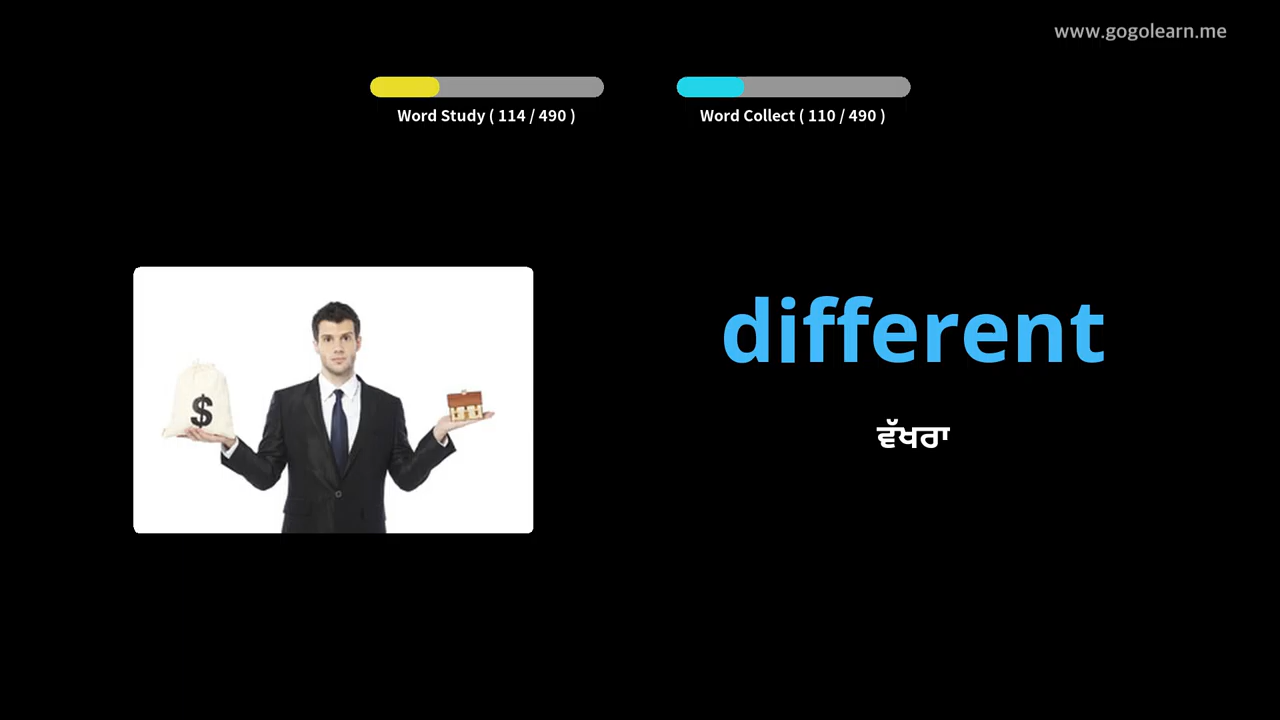 www.gogolearn.me
Word Study ( 114 / 490 )
Word Collect ( 110 / 490 )
$
different
ਵੱਖਰਾ